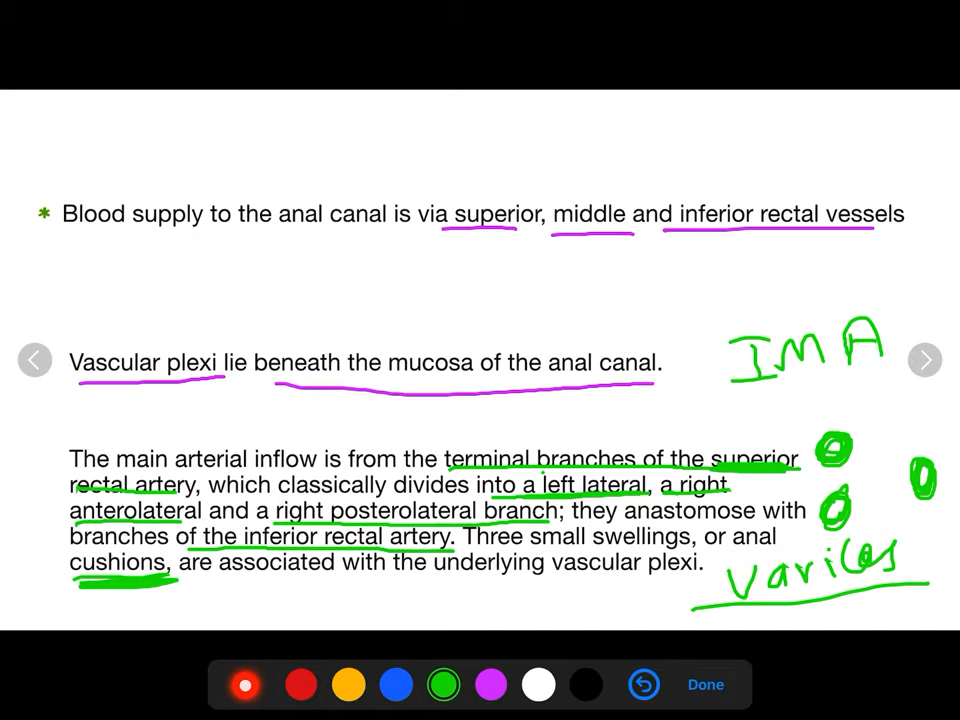 * Blood supply to the anal canal is via superior, middle and inferior rectal vessels
Vascular plexi lie beneath the mucosa of the anal canal.
IMA
The main arterial inflow is from the terminal branches of the superior
rectal artery, which classically divides into a left lateral, a right
anterolateral and a right posterolateral branch; they anastomose with
branches of the inferior rectal artery. Three small swellings, or anal
cushions, are associated with the underlying vascular plexi.
varices
Done